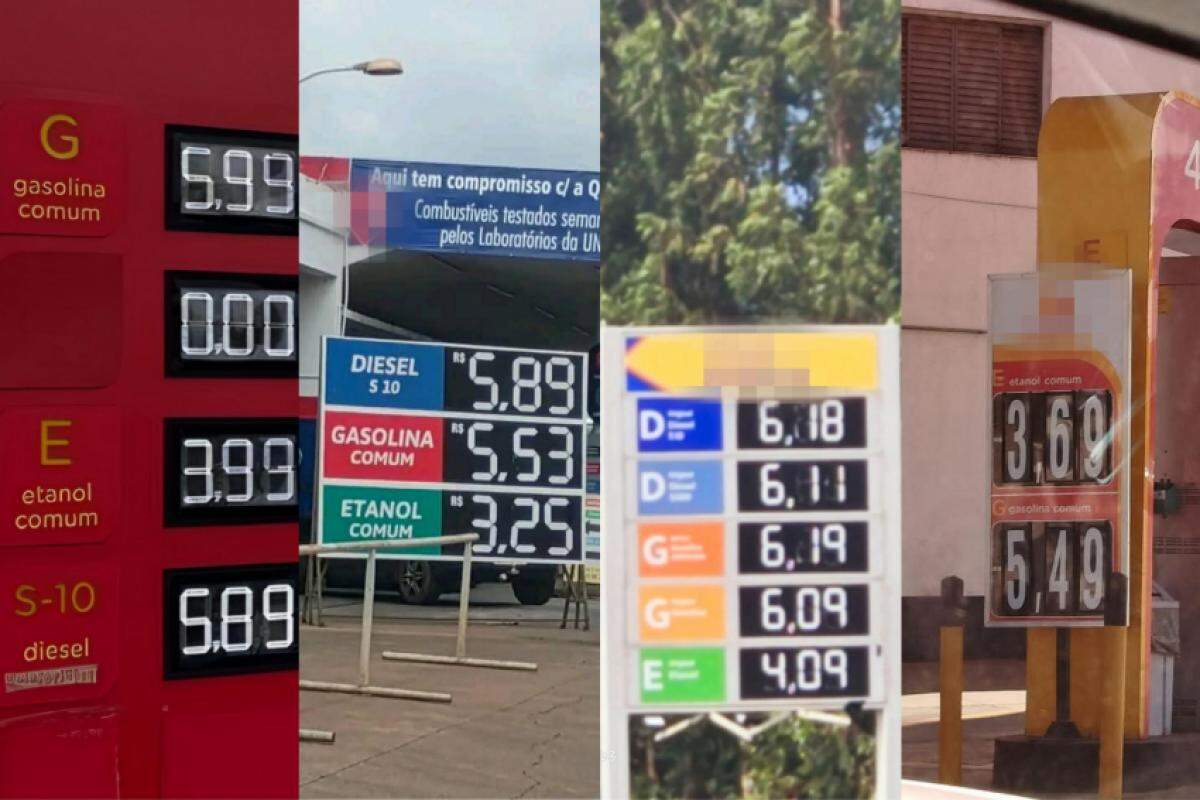 G
gasolina
comum
5,99
0,00
E
etanol
comum
3,99
S-10
diesel
5,89
Aqui tem compromisso c/ a Q
Combustíveis testados seman
pelos Laboratórios da UN
DIESEL
S 10
R$ 5,89
GASOLINA
COMUM
R$ 5,53
ETANOL
COMUM
R$ 3,25
D 6,18
D 6,11
G 6,19
G 6,09
E 4,09
4
E
E etanol comum
3,69
G gasolina comum
5,49